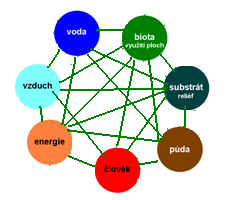 voda
biota
využití ploch
vzduch
substrát
reliéf
energie
půda
člověk